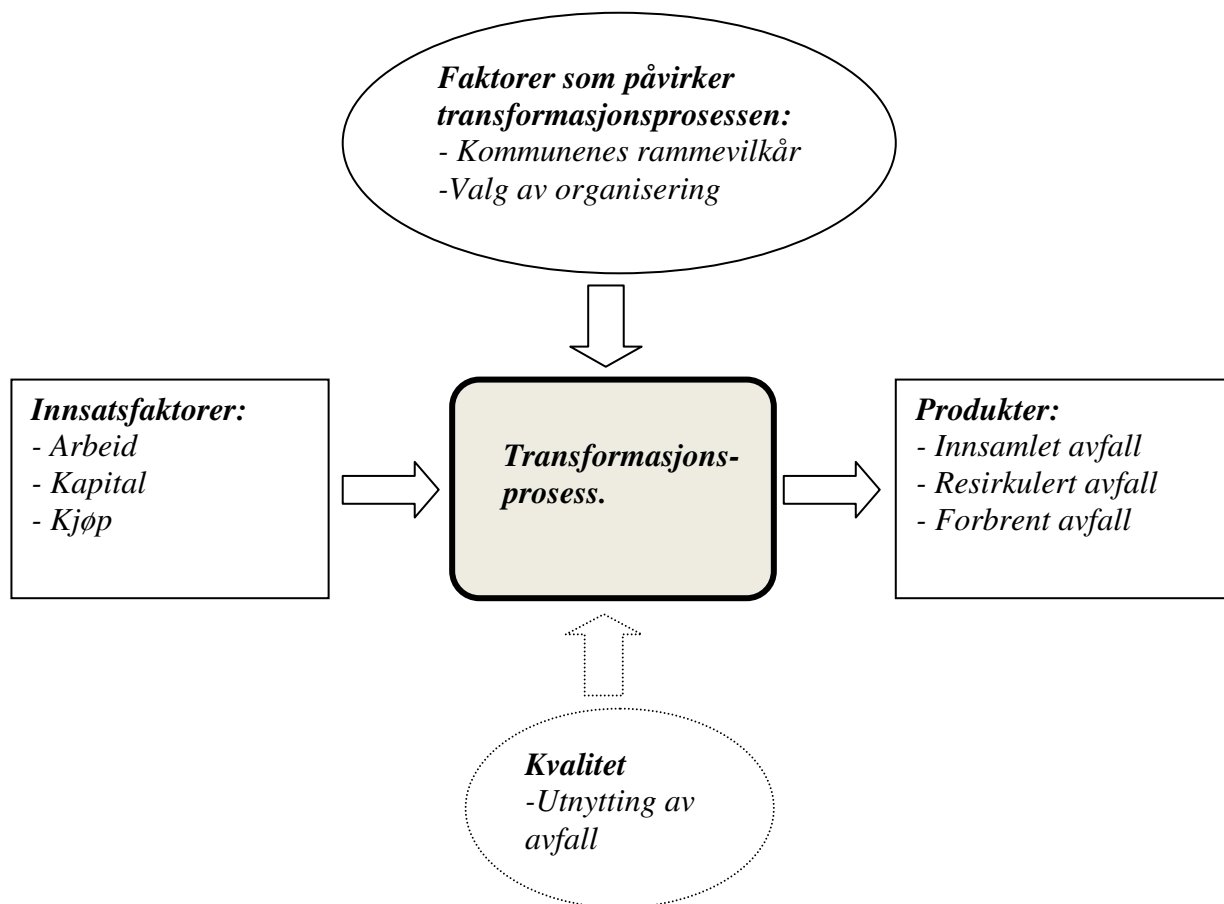 Faktorer som påvirker
transformasjonsprosessen:
- Kommunenes rammevilkår
-Valg av organisering
Innsatsfaktorer:
- Arbeid
- Kapital
- Kjøp
Transformasjons-
prosess.
Produkter:
- Innsamlet avfall
- Resirkulert avfall
- Forbrent avfall
Kvalitet
-Utnytting av
avfall